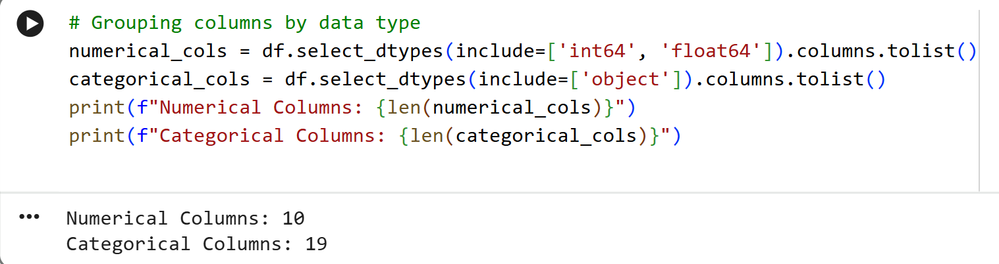 # Grouping columns by data type
numerical_cols = df.select_dtypes(include=['int64', 'float64']).columns.tolist()
categorical_cols = df.select_dtypes(include=['object']).columns.tolist()
print(f"Numerical Columns: {len(numerical_cols)}")
print(f"Categorical Columns: {len(categorical_cols)}")
Numerical Columns: 10
Categorical Columns: 19